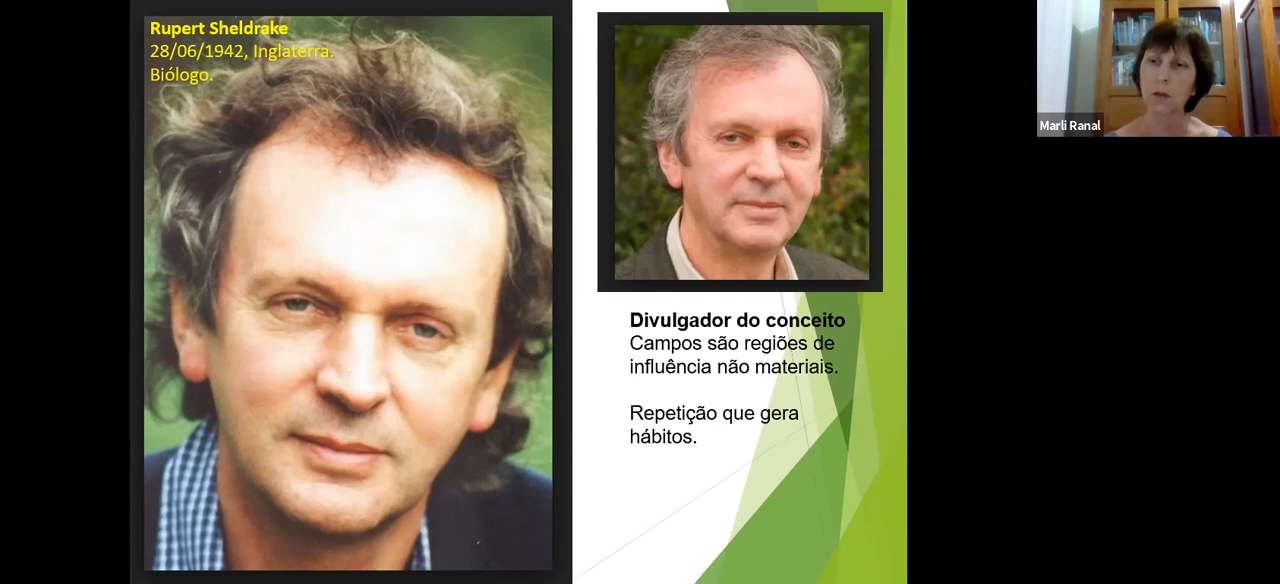 Rupert Sheldrake
28/06/1942, Inglaterra.
Biólogo.
Divulgador do conceito
Campos são regiões de
influência não materiais.
Repetição que gera
hábitos.
Marli Ranal